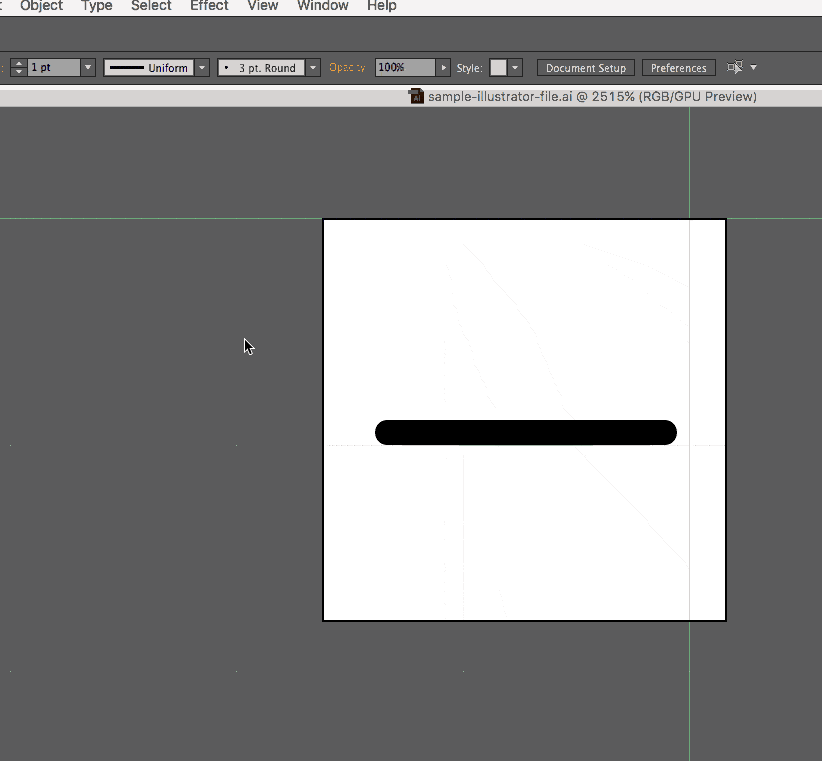 Object Type Select Effect View Window Help
1 pt Uniform 3 pt. Round Opacity: 100% Style: Document Setup Preferences
sample-illustrator-file.ai @ 2515% (RGB/GPU Preview)